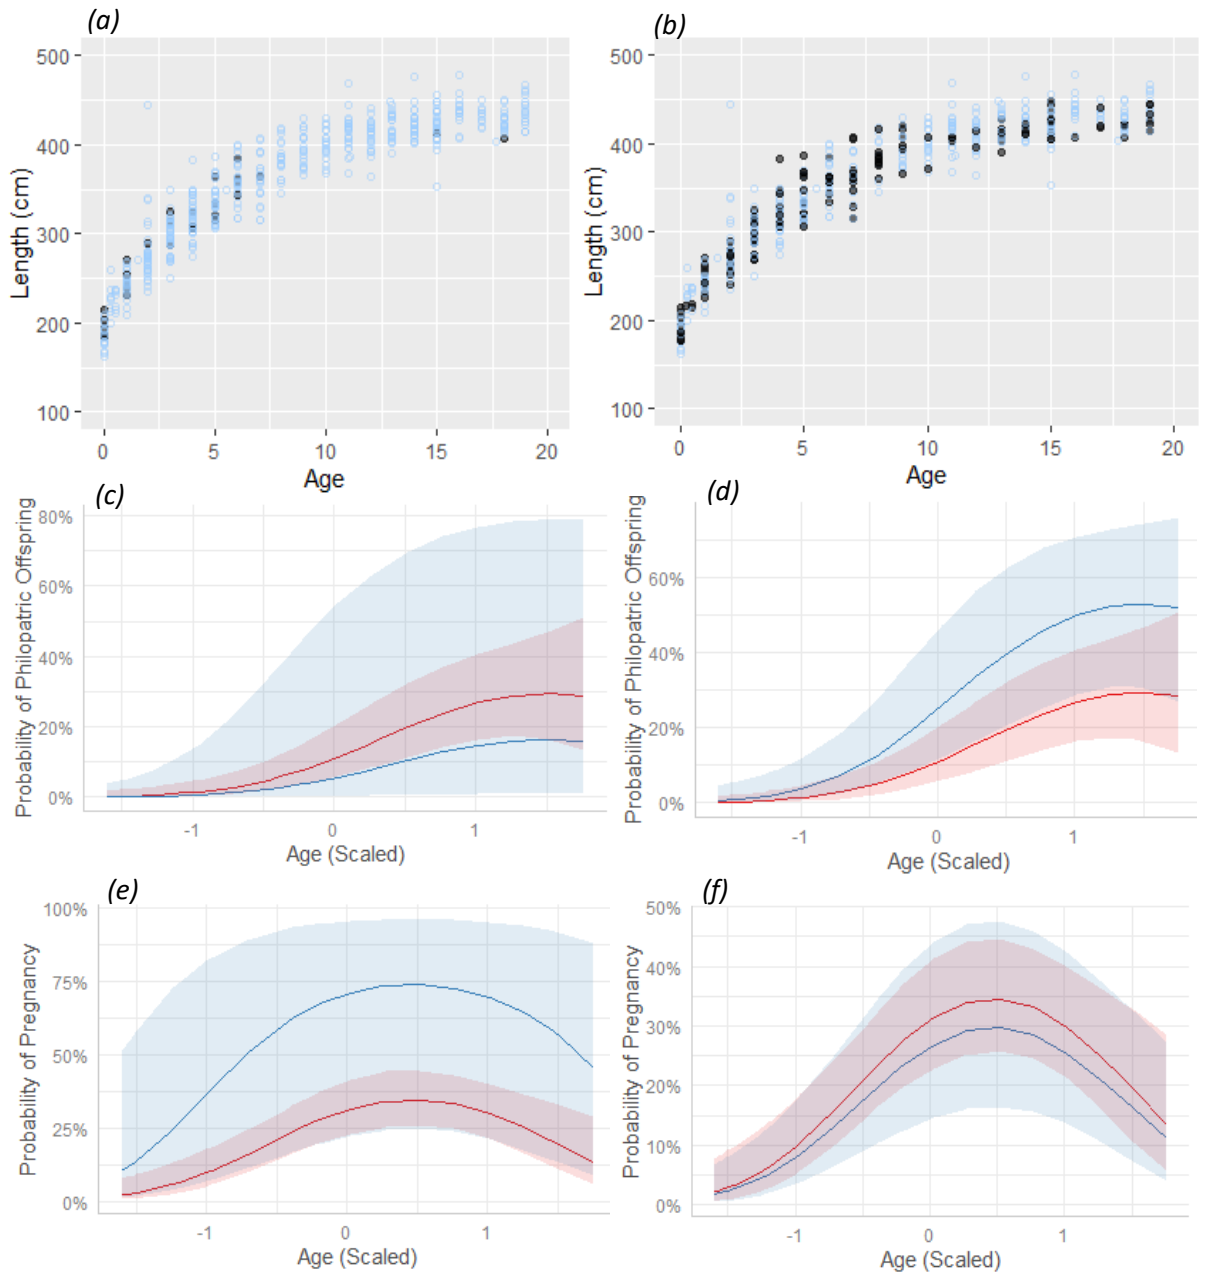 (a)
500
400
300
200
100
Length (cm)
0 5 10 15 20
Age
(b)
500
400
300
200
100
Length (cm)
0 5 10 15 20
Age
(c)
80%
60%
40%
20%
0%
Probability of Philopatric Offspring
-1 0 1
Age (Scaled)
(d)
60%
40%
20%
0%
Probability of Philopatric Offspring
-1 0 1
Age (Scaled)
(e)
100%
75%
50%
25%
0%
Probability of Pregnancy
-1 0 1
Age (Scaled)
(f)
50%
40%
30%
20%
10%
0%
Probability of Pregnancy
-1 0 1
Age (Scaled)